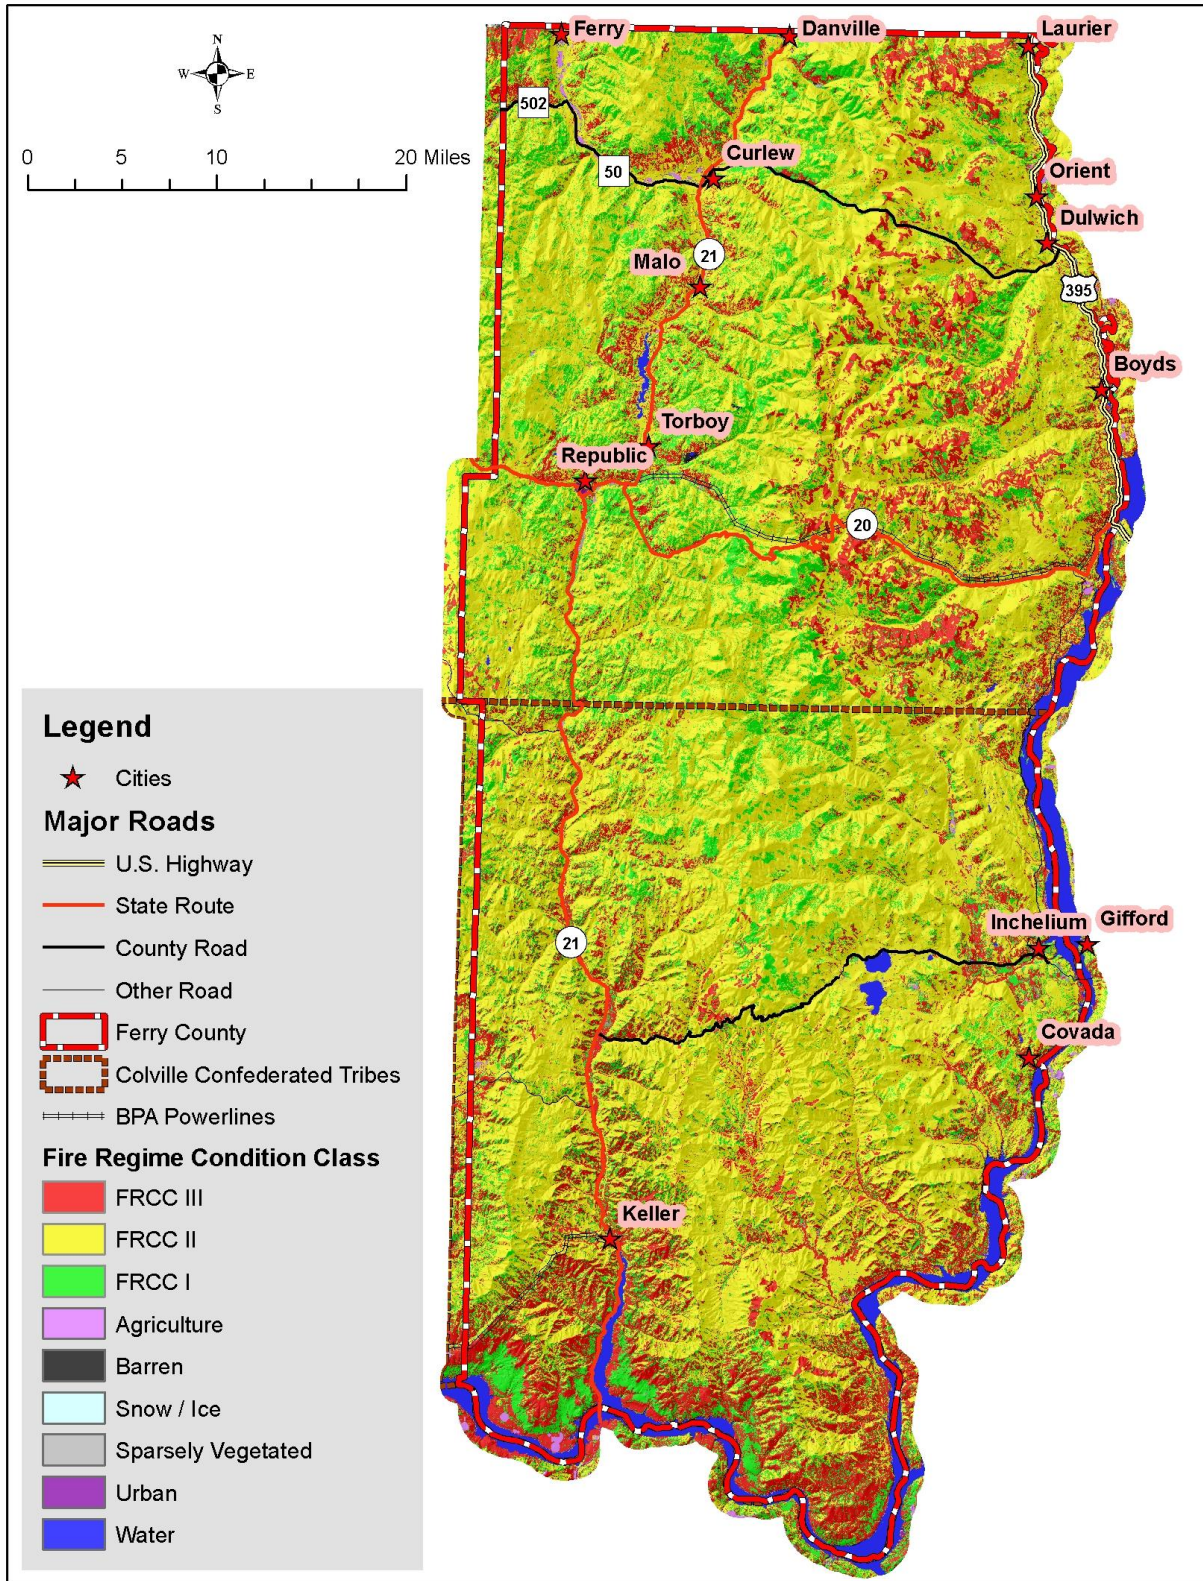 N
W E
S
0 5 10 20 Miles
Ferry
Danville
Laurier
502
50
Curlew
Orient
Dulwich
21
Malo
395
Boyds
Torboy
Republic
20
21
Inchelium
Gifford
Covada
Keller
Legend
Cities
Major Roads
U.S. Highway
State Route
County Road
Other Road
Ferry County
Colville Confederated Tribes
BPA Powerlines
Fire Regime Condition Class
FRCC III
FRCC II
FRCC I
Agriculture
Barren
Snow / Ice
Sparsely Vegetated
Urban
Water